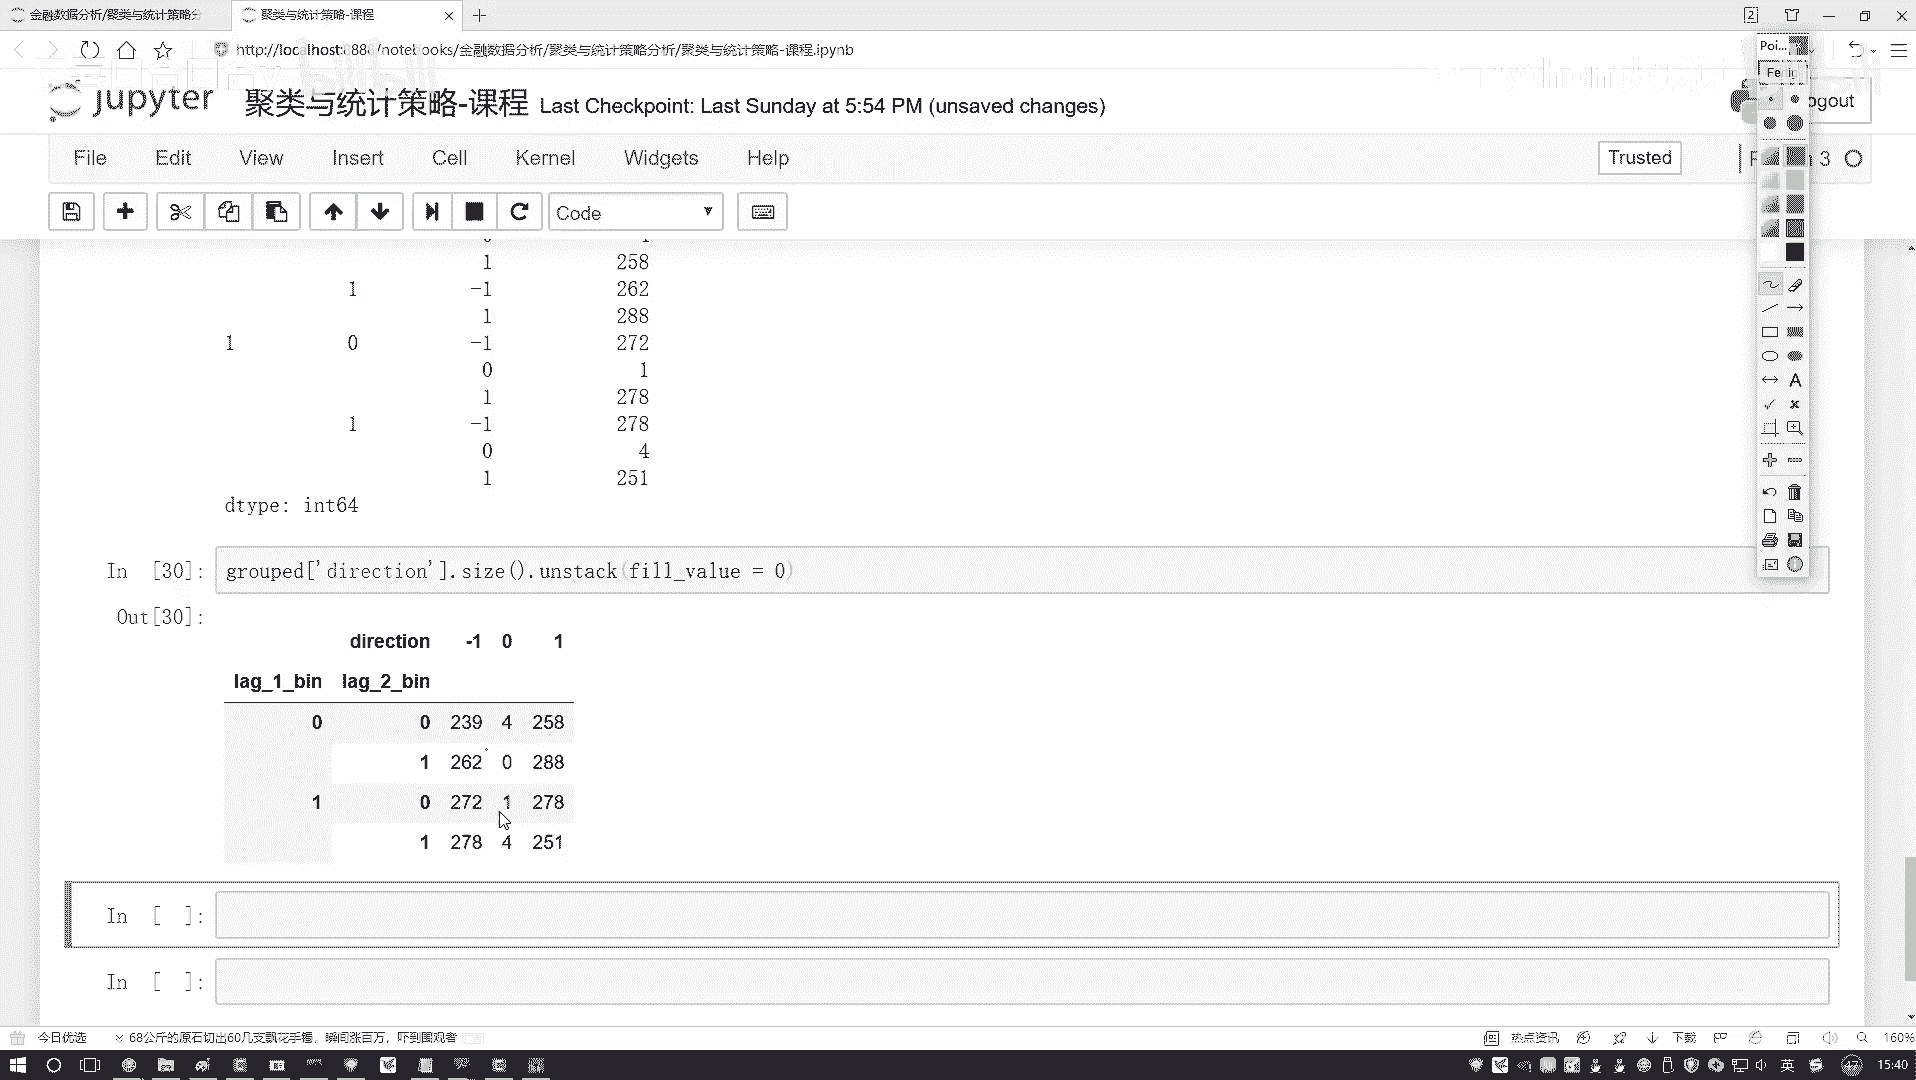 金融数据分析/聚类与统计策略分
聚类与统计策略-课程
2
http://localhost:8888/notebooks/金融数据分析/聚类与统计策略分析/聚类与统计策略-课程.ipynb
Poi...
jupyter
聚类与统计策略-课程
Last Checkpoint: Last Sunday at 5:54 PM (unsaved changes)
ogout
File Edit View Insert Cell Kernel Widgets Help
Trusted
3
Code
1 258
1 -1 262
1 288
1 0 -1 272
0 1
1 278
1 -1 278
0 4
1 251
dtype: int64
In [30]: grouped['direction'].size().unstack(fill_value = 0)
Out[30]:
direction -1 0 1
lag_1_bin lag_2_bin
0 0 239 4 258
1 262 0 288
1 0 272 1 278
1 278 4 251
In [ ]:
In [ ]:
今日优选
68公斤的原石切出60几支飘花手镯，瞬间涨百万，吓到围观者
热点资讯
下载
160%
英
47
15:40